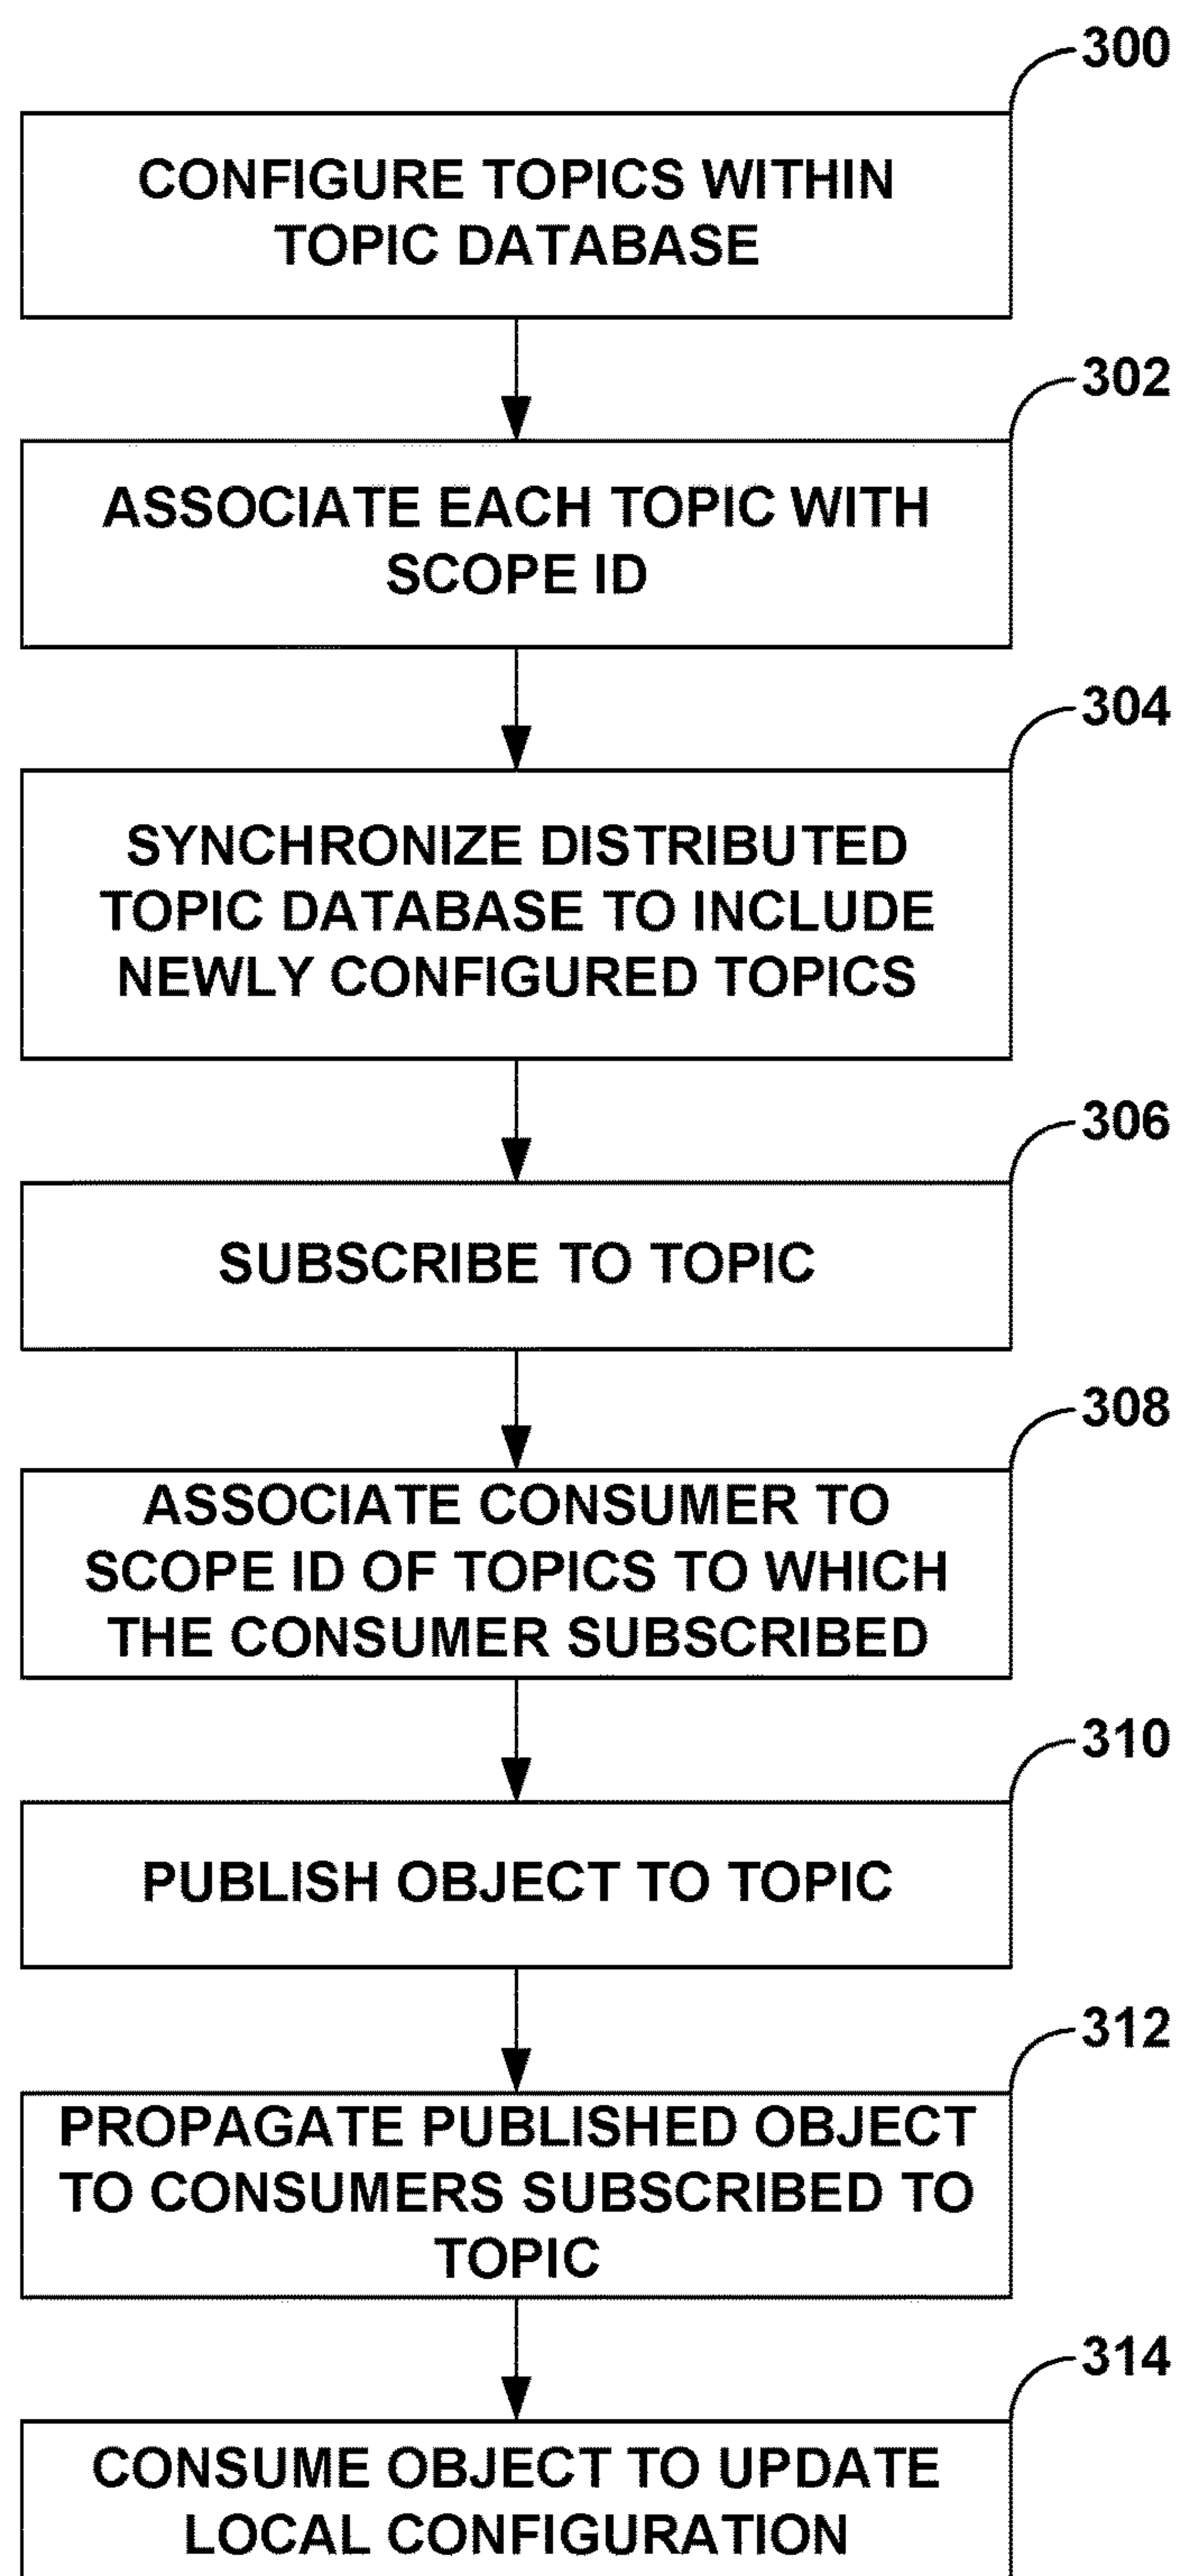 300
CONFIGURE TOPICS WITHIN
TOPIC DATABASE
302
ASSOCIATE EACH TOPIC WITH
SCOPE ID
304
SYNCHRONIZE DISTRIBUTED
TOPIC DATABASE TO INCLUDE
NEWLY CONFIGURED TOPICS
306
SUBSCRIBE TO TOPIC
308
ASSOCIATE CONSUMER TO
SCOPE ID OF TOPICS TO WHICH
THE CONSUMER SUBSCRIBED
310
PUBLISH OBJECT TO TOPIC
312
PROPAGATE PUBLISHED OBJECT
TO CONSUMERS SUBSCRIBED TO
TOPIC
314
CONSUME OBJECT TO UPDATE
LOCAL CONFIGURATION